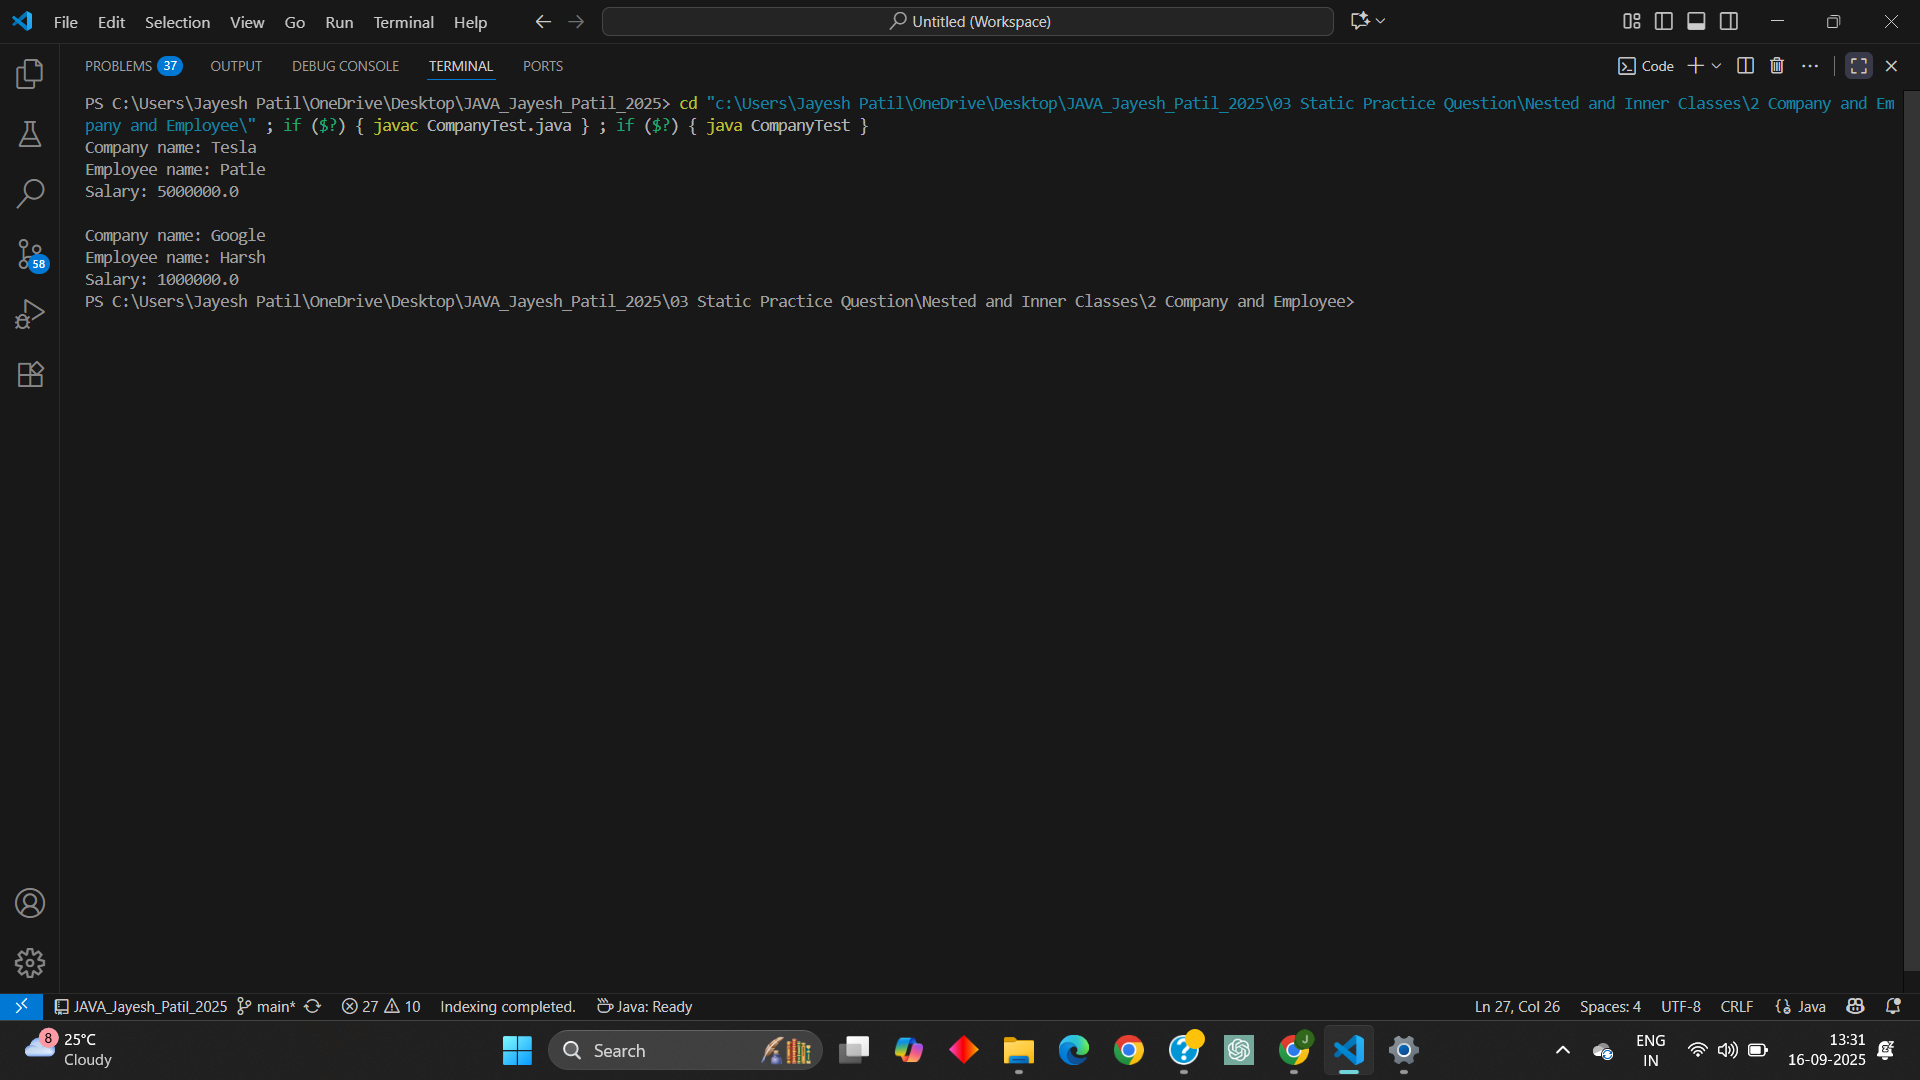 File Edit Selection View Go Run Terminal Help Untitled (Workspace)
PROBLEMS 37 OUTPUT DEBUG CONSOLE TERMINAL PORTS Code
PS C:\Users\Jayesh Patil\OneDrive\Desktop\JAVA_Jayesh_Patil_2025> cd "c:\Users\Jayesh Patil\OneDrive\Desktop\JAVA_Jayesh_Patil_2025\03 Static Practice Question\Nested and Inner Classes\2 Company and Em
pany and Employee\" ; if ($?) { javac CompanyTest.java } ; if ($?) { java CompanyTest }
Company name: Tesla
Employee name: Patle
Salary: 5000000.0
Company name: Google
Employee name: Harsh
Salary: 1000000.0
PS C:\Users\Jayesh Patil\OneDrive\Desktop\JAVA_Jayesh_Patil_2025\03 Static Practice Question\Nested and Inner Classes\2 Company and Employee>
58
JAVA_Jayesh_Patil_2025 main* 27 10 Indexing completed. Java: Ready Ln 27, Col 26 Spaces: 4 UTF-8 CRLF Java
8 25°C
Cloudy
Search
J
ENG
IN
13:31
16-09-2025